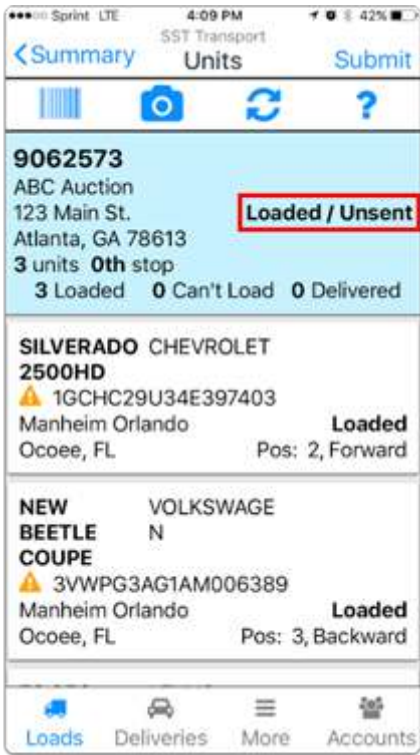 Sprint LTE 4:09 PM 42%
SST Transport
Summary Units Submit
?
9062573
ABC Auction
123 Main St. Loaded / Unsent
Atlanta, GA 78613
3 units 0th stop
3 Loaded 0 Can't Load 0 Delivered
SILVERADO CHEVROLET
2500HD
1GCHC29U34E397403
Manheim Orlando Loaded
Ocoee, FL Pos: 2, Forward
NEW VOLKSWAGE
BEETLE N
COUPE
3VWPG3AG1AM006389
Manheim Orlando Loaded
Ocoee, FL Pos: 3, Backward
Loads Deliveries More Accounts